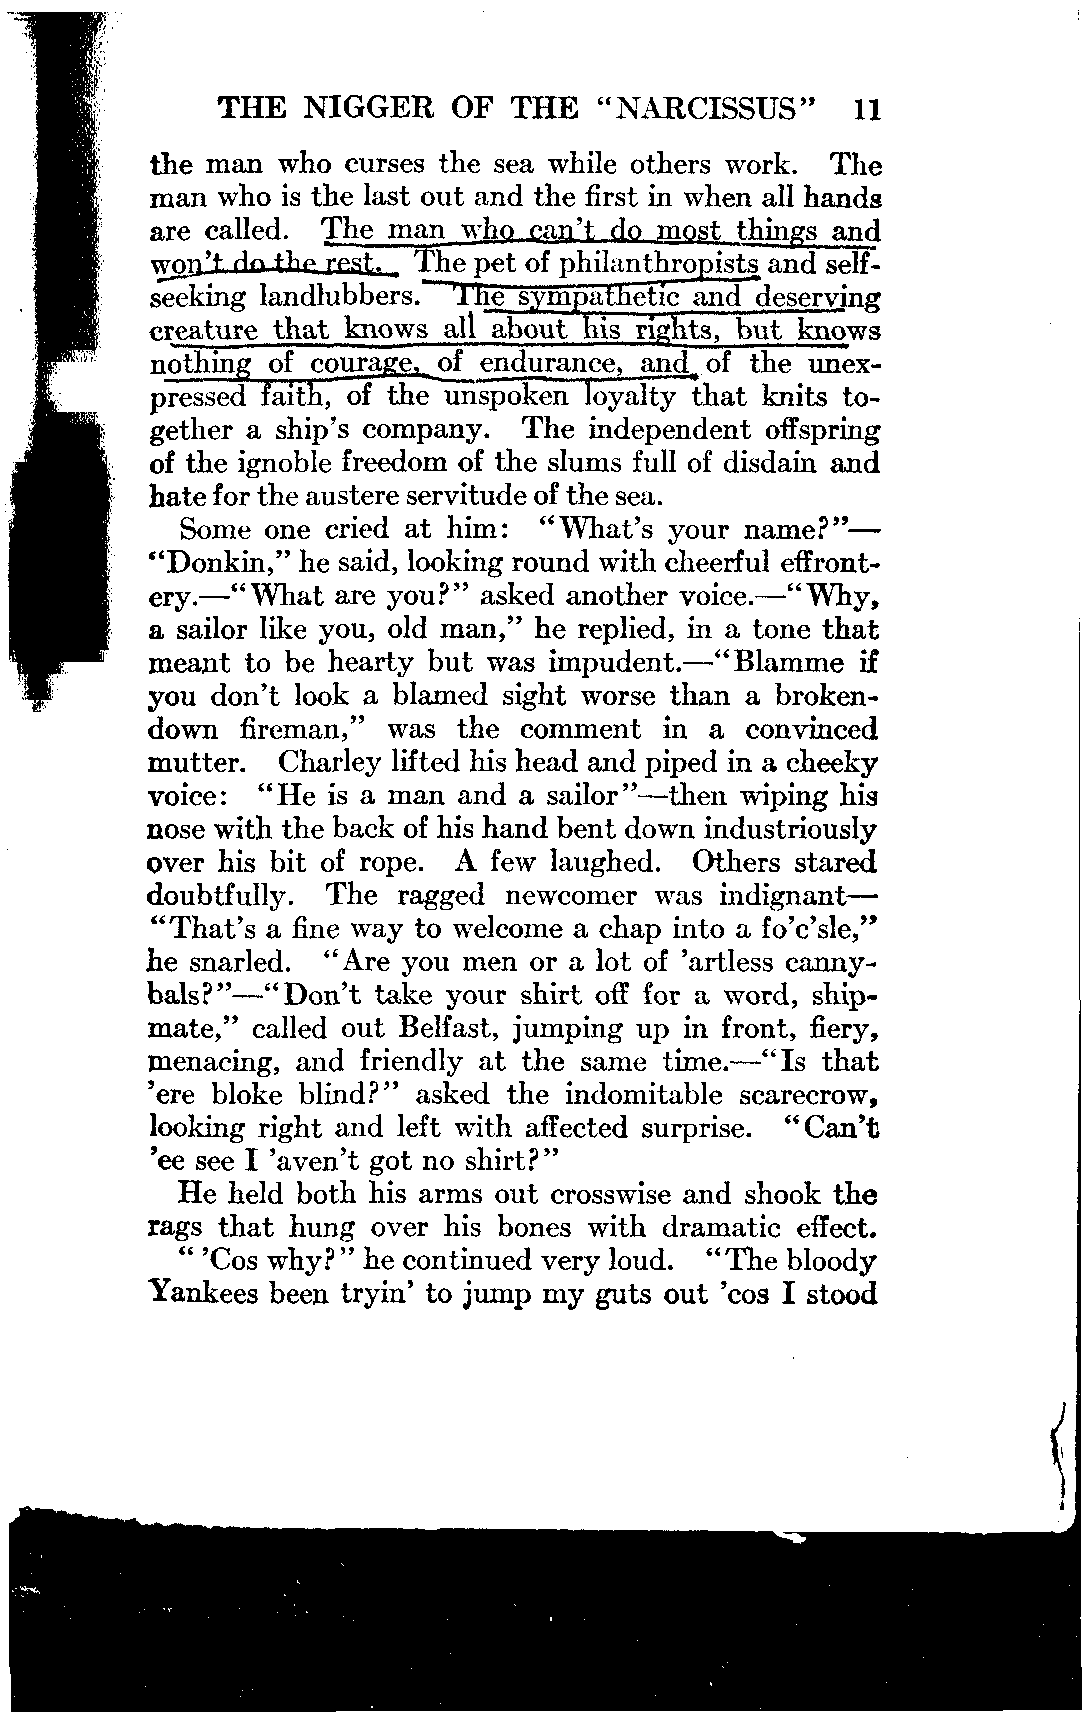 THE NIGGER OF THE "NARCISSUS" 11
the man who curses the sea while others work. The
man who is the last out and the first in when all hands
are called. The man who can't do most things and
won't do the rest. The pet of philanthropists and self-
seeking landlubbers. The sympathetic and deserving
creature that knows all about his rights, but knows
nothing of courage, of endurance, and of the unex-
pressed faith, of the unspoken loyalty that knits to-
gether a ship's company. The independent offspring
of the ignoble freedom of the slums full of disdain and
hate for the austere servitude of the sea.
Some one cried at him: "What's your name?"—
"Donkin," he said, looking round with cheerful effront-
ery.—"What are you?" asked another voice.—"Why,
a sailor like you, old man," he replied, in a tone that
meant to be hearty but was impudent.—"Blamme if
you don't look a blamed sight worse than a broken-
down fireman," was the comment in a convinced
mutter. Charley lifted his head and piped in a cheeky
voice: "He is a man and a sailor"—then wiping his
nose with the back of his hand bent down industriously
over his bit of rope. A few laughed. Others stared
doubtfully. The ragged newcomer was indignant—
"That's a fine way to welcome a chap into a fo'c'sle,"
he snarled. "Are you men or a lot of 'artless canny-
bals?"—"Don't take your shirt off for a word, ship-
mate," called out Belfast, jumping up in front, fiery,
menacing, and friendly at the same time.—"Is that
'ere bloke blind?" asked the indomitable scarecrow,
looking right and left with affected surprise. "Can't
'ee see I 'aven't got no shirt?"
He held both his arms out crosswise and shook the
rags that hung over his bones with dramatic effect.
"'Cos why?" he continued very loud. "The bloody
Yankees been tryin' to jump my guts out 'cos I stood